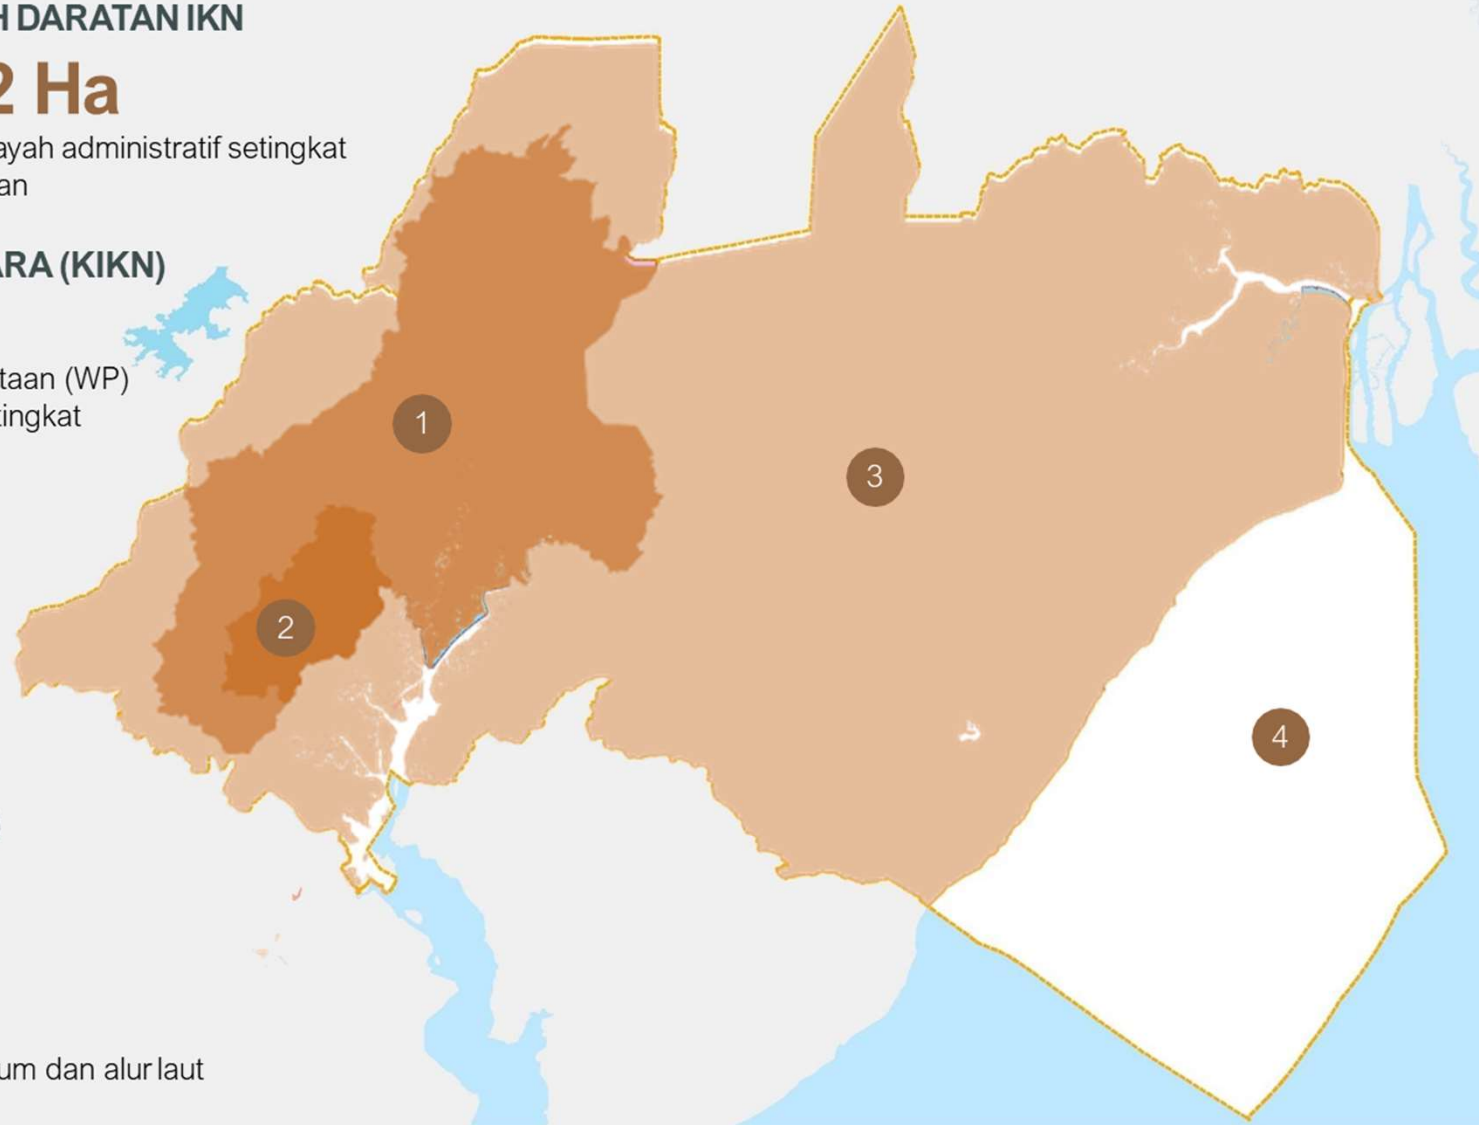 H DARATAN IKN
2 Ha
ayah administratif setingkat
an
ARA (KIKN)
taan (WP)
tingkat
1
3
2
4
um dan alur laut